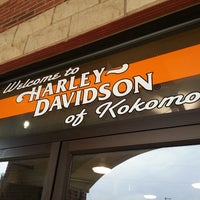 Welcome to
HARLEY-
DAVIDSON
of Kokomo